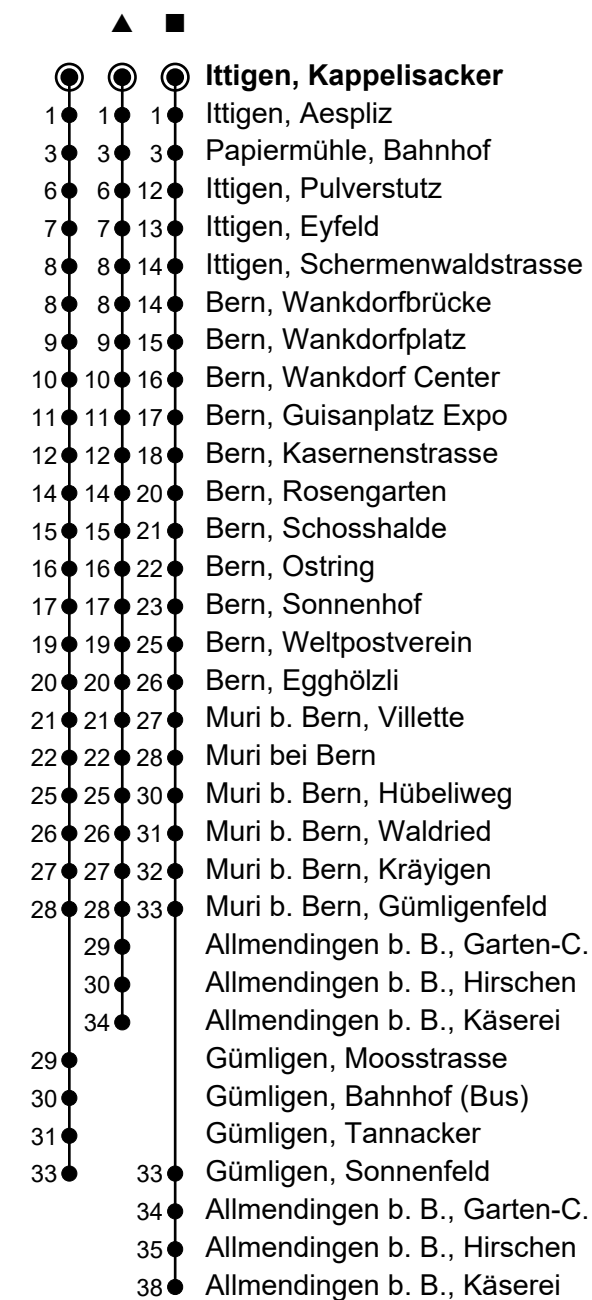 ▲ ■
Ittigen, Kappelisacker
1 1 1 Ittigen, Aespliz
3 3 3 Papiermühle, Bahnhof
6 6 12 Ittigen, Pulverstutz
7 7 13 Ittigen, Eyfeld
8 8 14 Ittigen, Schermenwaldstrasse
8 8 14 Bern, Wankdorfbrücke
9 9 15 Bern, Wankdorfplatz
10 10 16 Bern, Wankdorf Center
11 11 17 Bern, Guisanplatz Expo
12 12 18 Bern, Kasernenstrasse
14 14 20 Bern, Rosengarten
15 15 21 Bern, Schosshalde
16 16 22 Bern, Ostring
17 17 23 Bern, Sonnenhof
19 19 25 Bern, Weltpostverein
20 20 26 Bern, Egghölzli
21 21 27 Muri b. Bern, Villette
22 22 28 Muri bei Bern
25 25 30 Muri b. Bern, Hübeliweg
26 26 31 Muri b. Bern, Waldried
27 27 32 Muri b. Bern, Kräyigen
28 28 33 Muri b. Bern, Gümligenfeld
29 Allmendingen b. B., Garten-C.
30 Allmendingen b. B., Hirschen
34 Allmendingen b. B., Käserei
29 Gümligen, Moosstrasse
30 Gümligen, Bahnhof (Bus)
31 Gümligen, Tannacker
33 33 Gümligen, Sonnenfeld
34 Allmendingen b. B., Garten-C.
35 Allmendingen b. B., Hirschen
38 Allmendingen b. B., Käserei